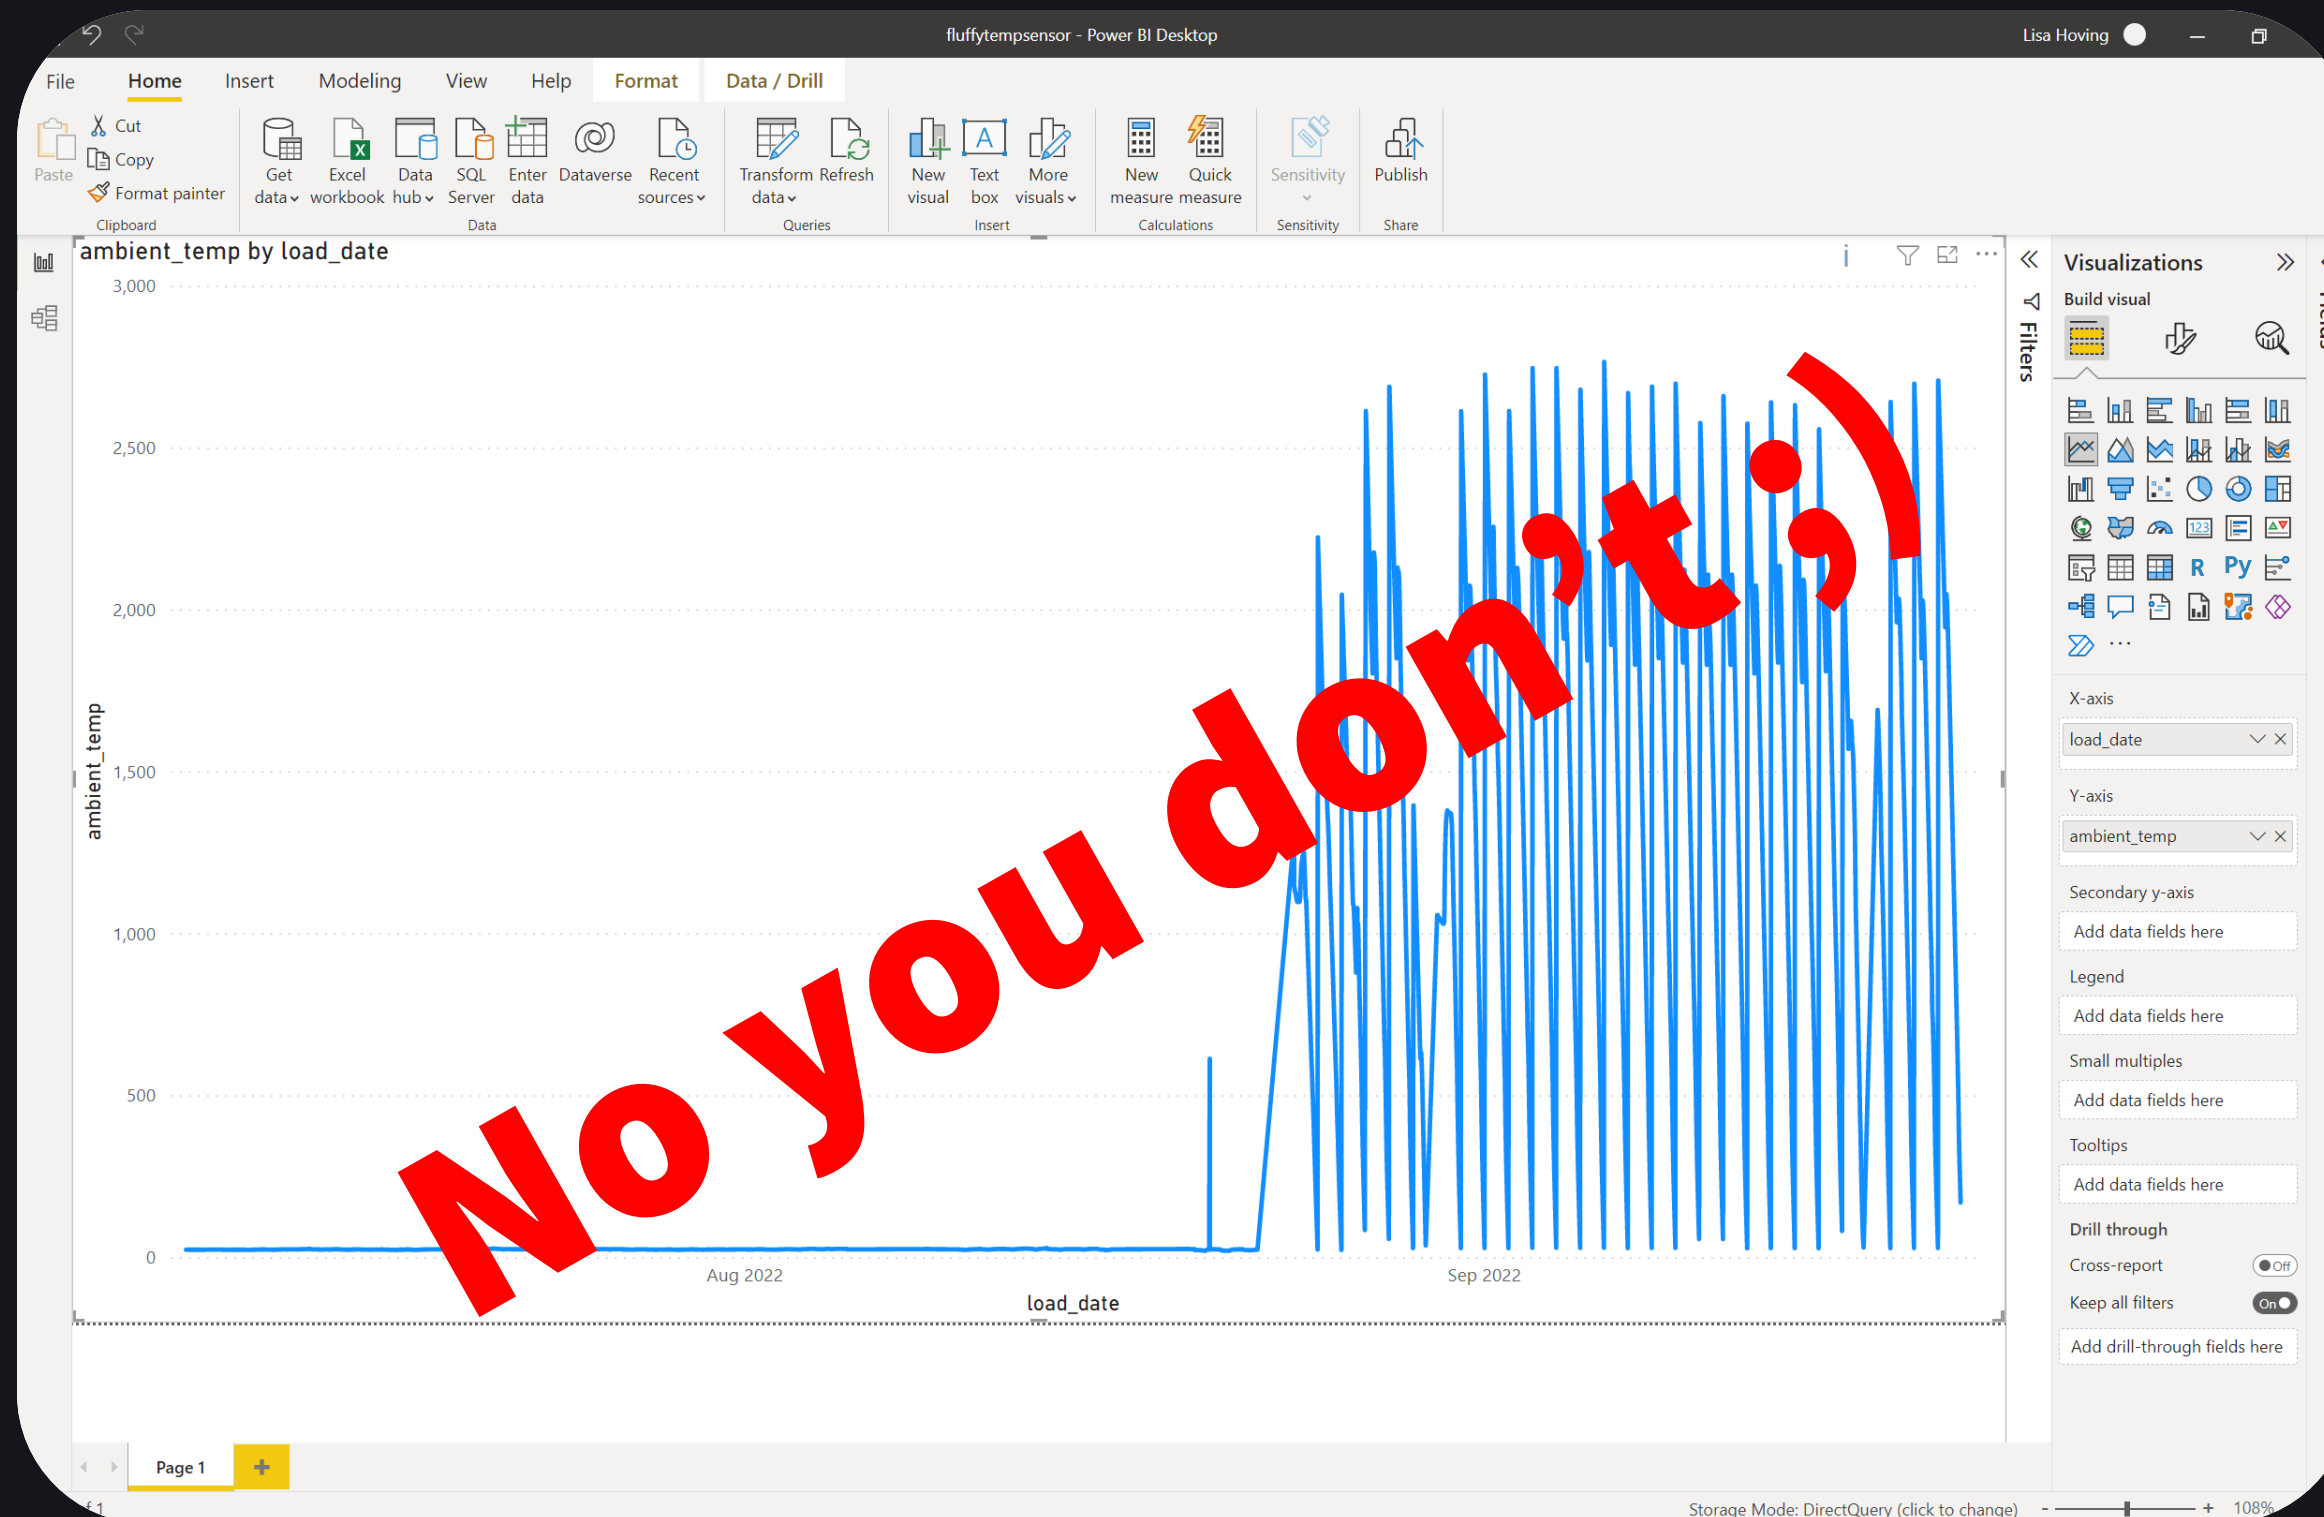 fluffytempsensor - Power BI Desktop
Lisa Hoving
File Home Insert Modeling View Help Format Data / Drill
Paste
Cut
Copy
Format painter
Clipboard
Get data
Excel workbook
Data hub
SQL Server
Enter data
Dataverse
Recent sources
Data
Transform data
Refresh
Queries
New visual
Text box
More visuals
Insert
New measure
Quick measure
Calculations
Sensitivity
Sensitivity
Publish
Share
ambient_temp by load_date
3,000
2,500
2,000
1,500
1,000
500
0
ambient_temp
Aug 2022
Sep 2022
load_date
No you don't ;)
Filters
Visualizations
Build visual
123
R
Py
X-axis
load_date
Y-axis
ambient_temp
Secondary y-axis
Add data fields here
Legend
Add data fields here
Small multiples
Add data fields here
Tooltips
Add data fields here
Drill through
Cross-report
Off
Keep all filters
On
Add drill-through fields here
Page 1
Storage Mode: DirectQuery (click to change)
108%